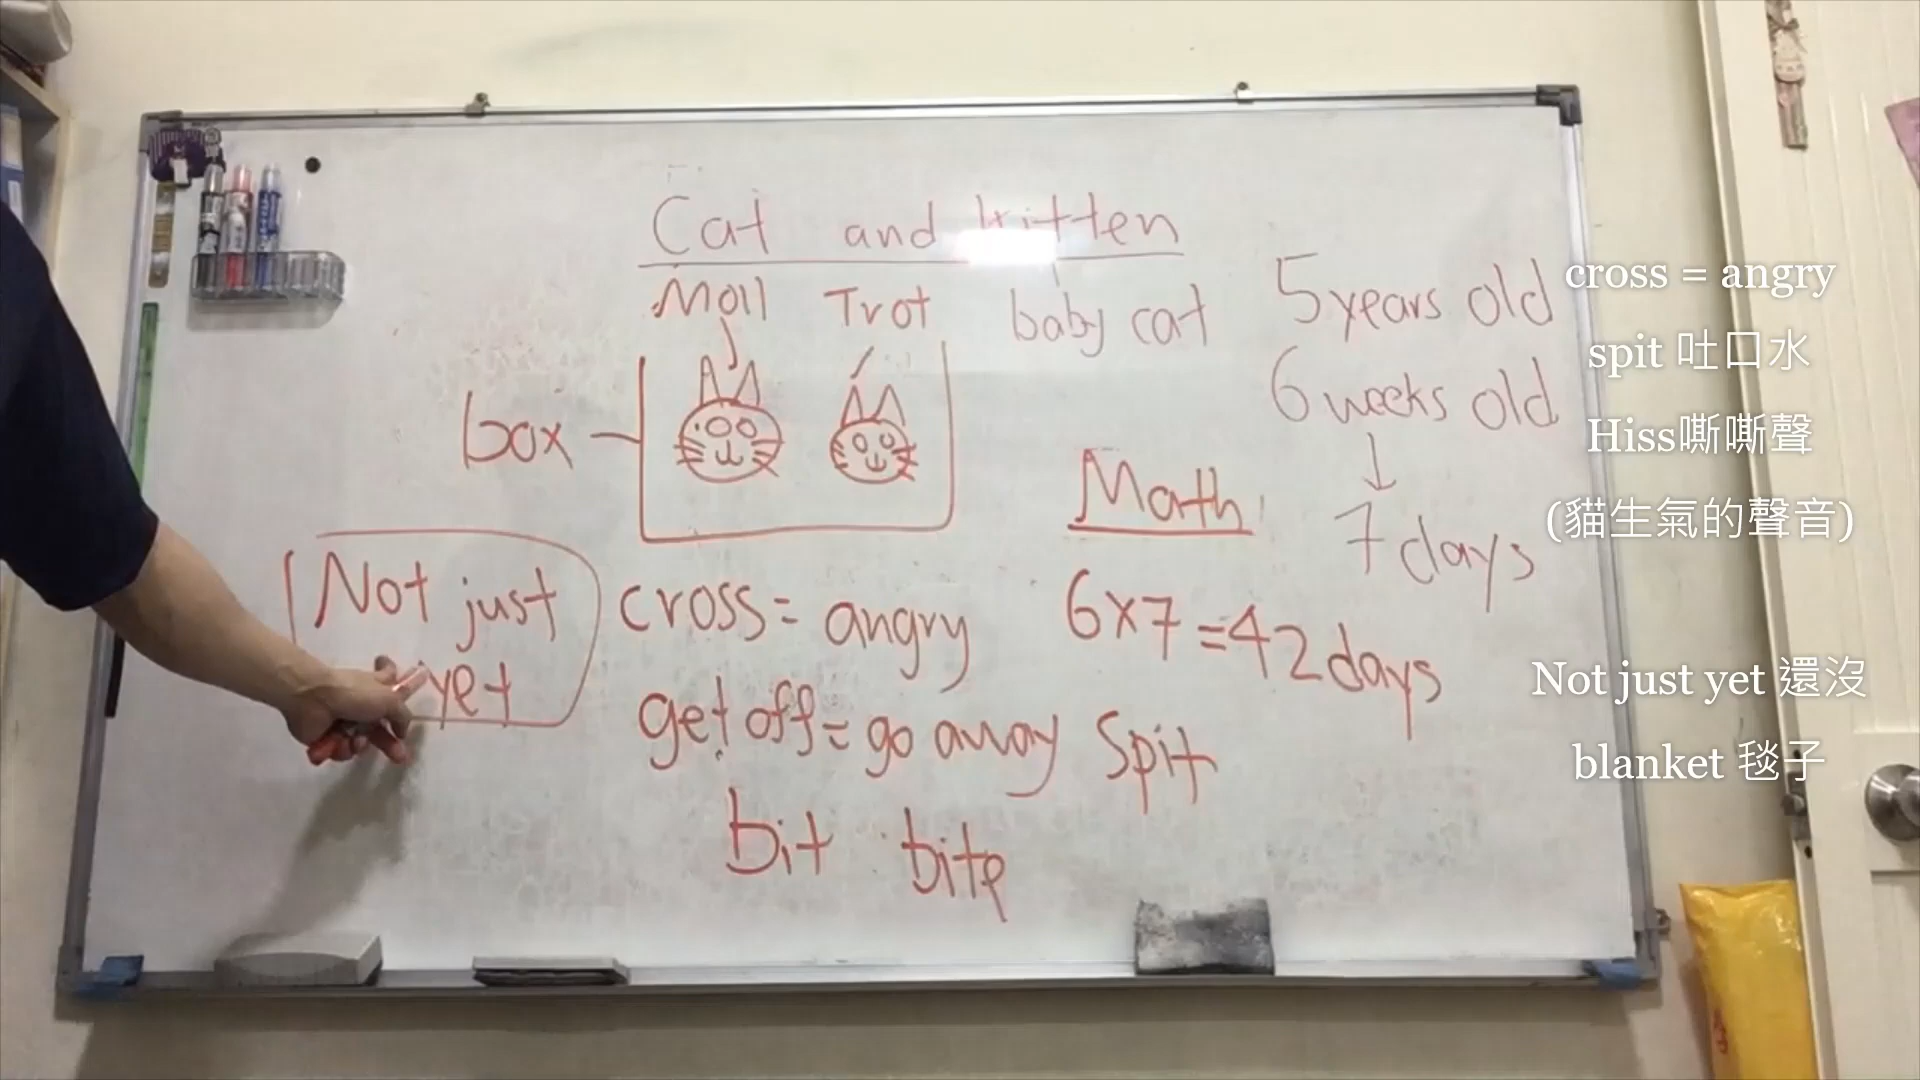 Cat and kitten
Moll Trot baby cat
5 years old
6 weeks old
7 days
box
Math
6x7=42days
Not just
yet
cross= angry
get off= go away
Spit
bit bite
cross = angry
spit 吐口水
Hiss嘶嘶聲
(貓生氣的聲音)
Not just yet 還沒
blanket 毯子